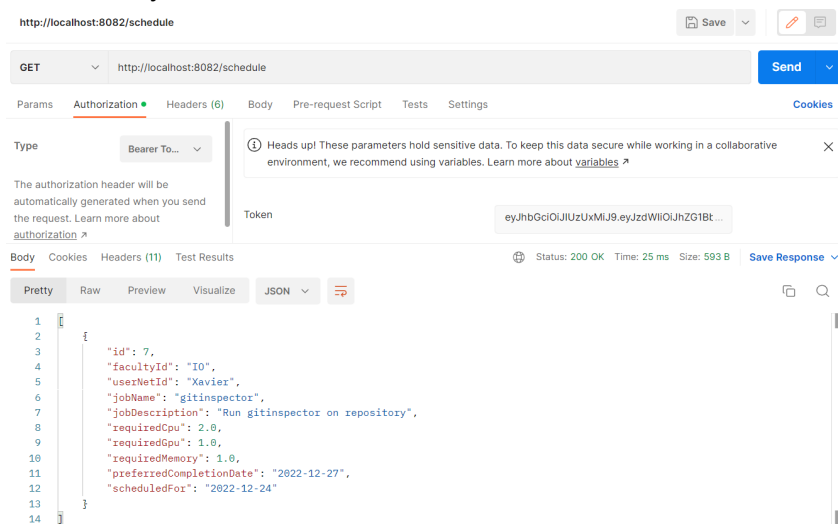 http://localhost:8082/schedule
Save
GET
http://localhost:8082/schedule
Send
Params Authorization Headers (6) Body Pre-request Script Tests Settings
Cookies
Type
Bearer To...
Heads up! These parameters hold sensitive data. To keep this data secure while working in a collaborative
environment, we recommend using variables. Learn more about variables ↗
The authorization header will be
automatically generated when you send
the request. Learn more about
authorization ↗
Token
eyJhbGciOiJIUzUxMiJ9.eyJzdWIiOiJhZG1Bt...
Body Cookies Headers (11) Test Results
Status: 200 OK Time: 25 ms Size: 593 B
Save Response
Pretty Raw Preview Visualize JSON
1 [
2 {
3 "id": 7,
4 "facultyId": "IO",
5 "userNetId": "Xavier",
6 "jobName": "gitinspector",
7 "jobDescription": "Run gitinspector on repository",
8 "requiredCpu": 2.0,
9 "requiredGpu": 1.0,
10 "requiredMemory": 1.0,
11 "preferredCompletionDate": "2022-12-27",
12 "scheduledFor": "2022-12-24"
13 }
14 ]